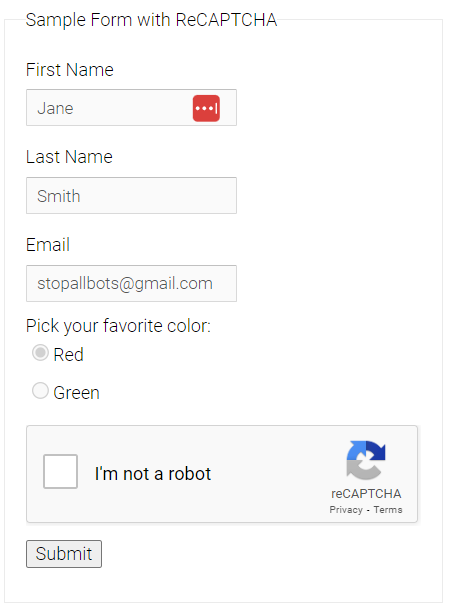 Sample Form with ReCAPTCHA
First Name
Jane
Last Name
Smith
Email
stopallbots@gmail.com
Pick your favorite color:
Red
Green
I'm not a robot
reCAPTCHA
Privacy - Terms
Submit